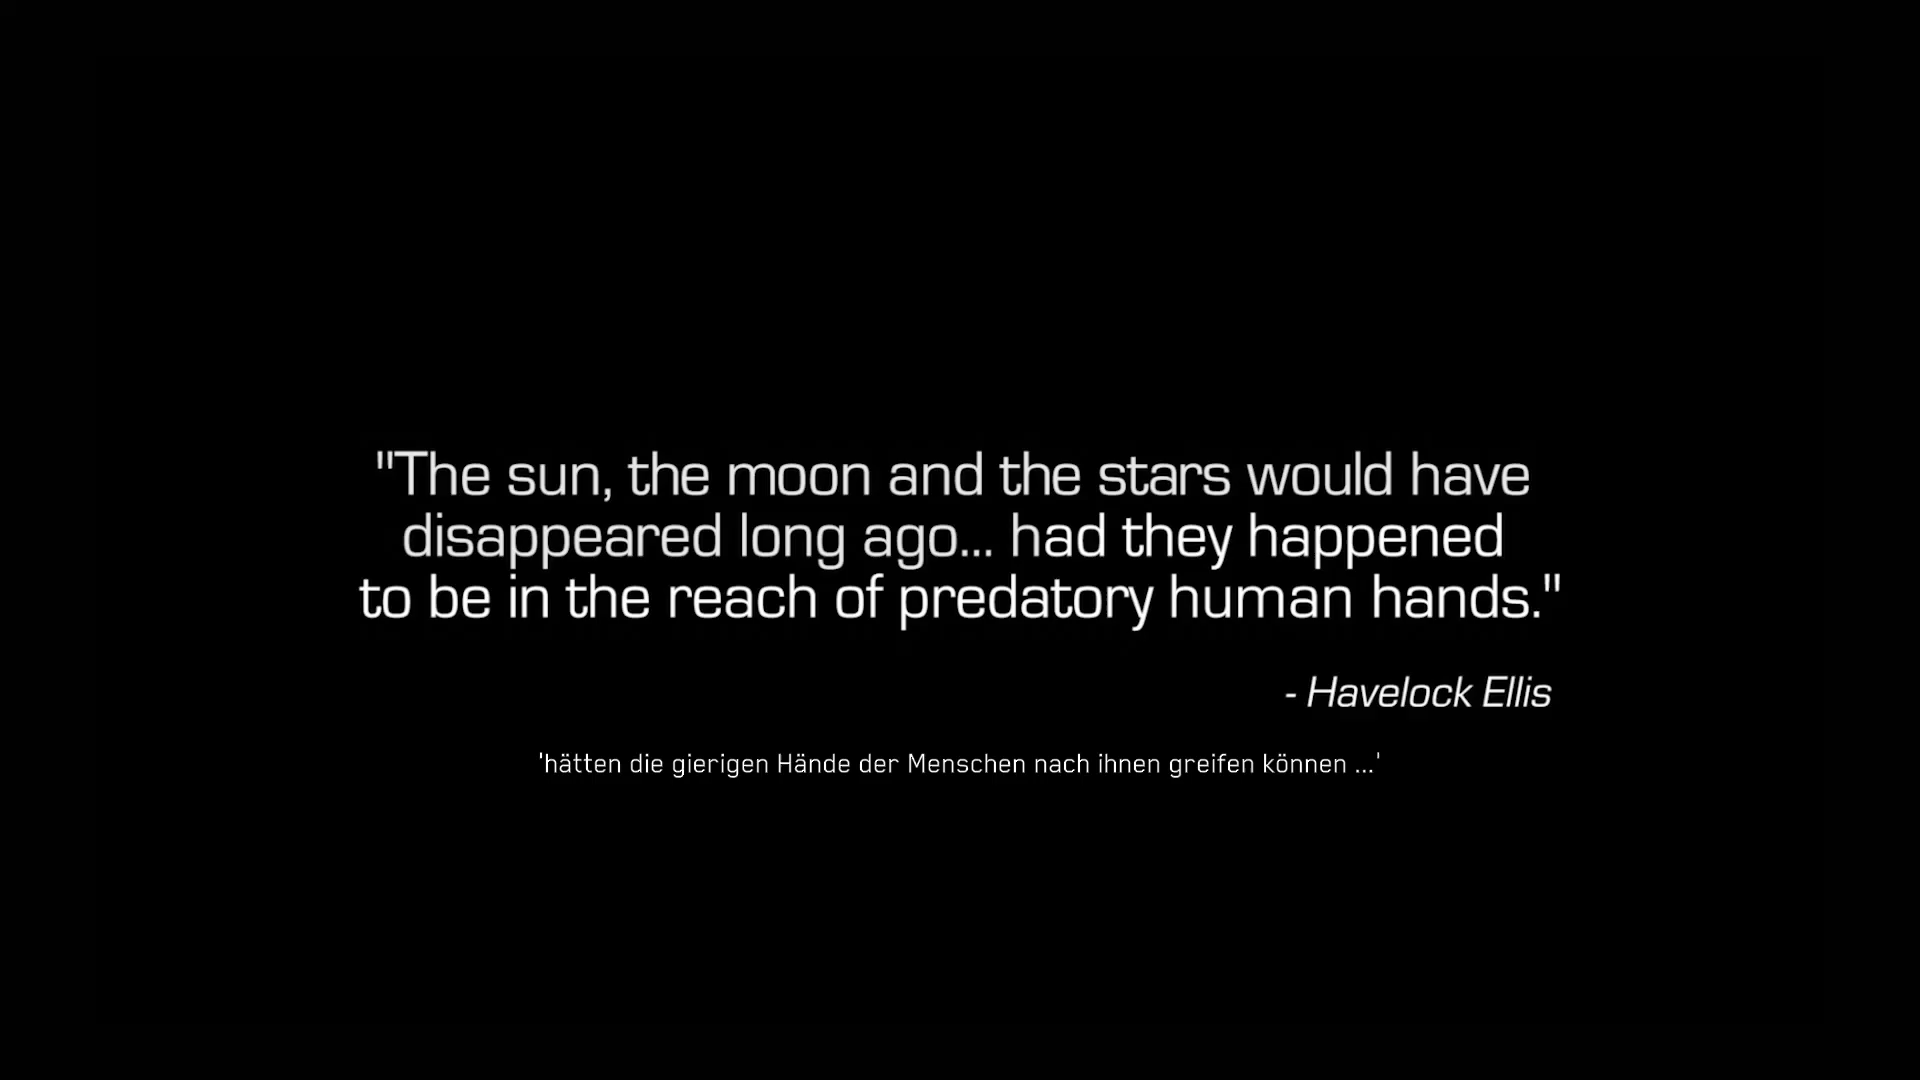 "The sun, the moon and the stars would have
disappeared long ago... had they happened
to be in the reach of predatory human hands."
- Havelock Ellis
'hätten die gierigen Hände der Menschen nach ihnen greifen können ...'